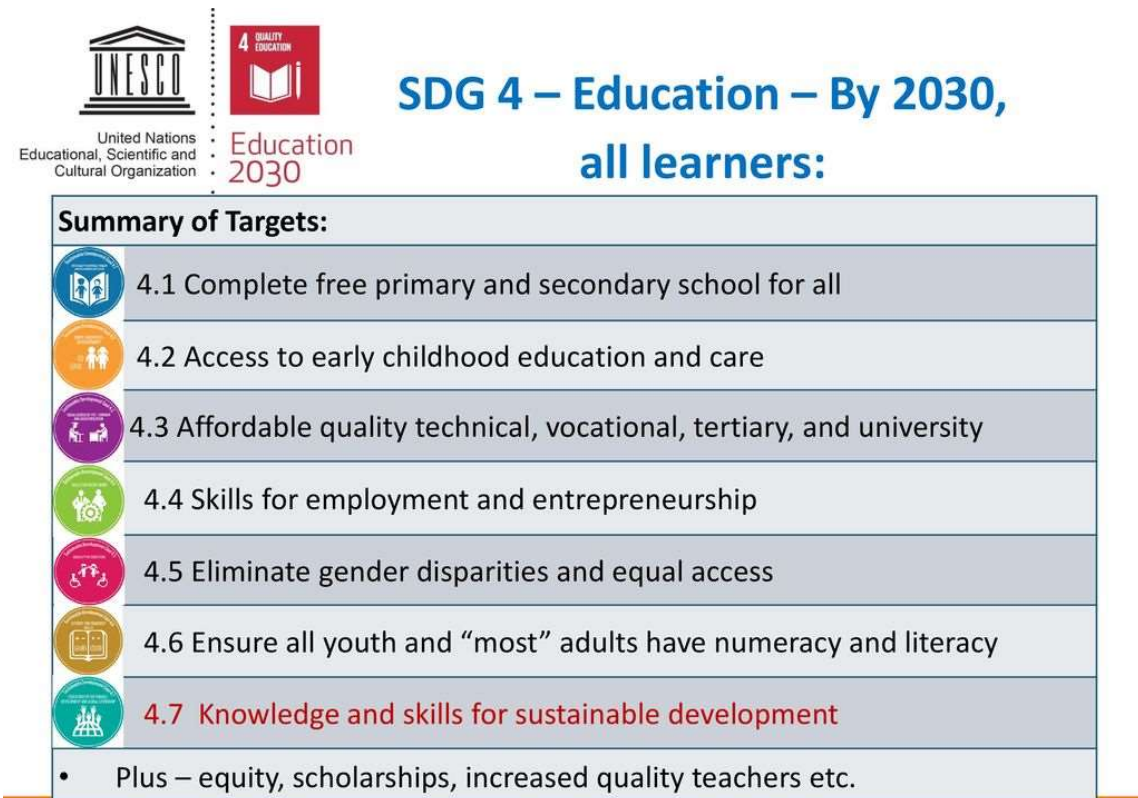 UNESCO
United Nations
Educational, Scientific and
Cultural Organization
4 QUALITY
EDUCATION
Education
2030
SDG 4 – Education – By 2030,
all learners:
Summary of Targets:
4.1 Complete free primary and secondary school for all
4.2 Access to early childhood education and care
4.3 Affordable quality technical, vocational, tertiary, and university
4.4 Skills for employment and entrepreneurship
4.5 Eliminate gender disparities and equal access
4.6 Ensure all youth and “most” adults have numeracy and literacy
4.7 Knowledge and skills for sustainable development
• Plus – equity, scholarships, increased quality teachers etc.